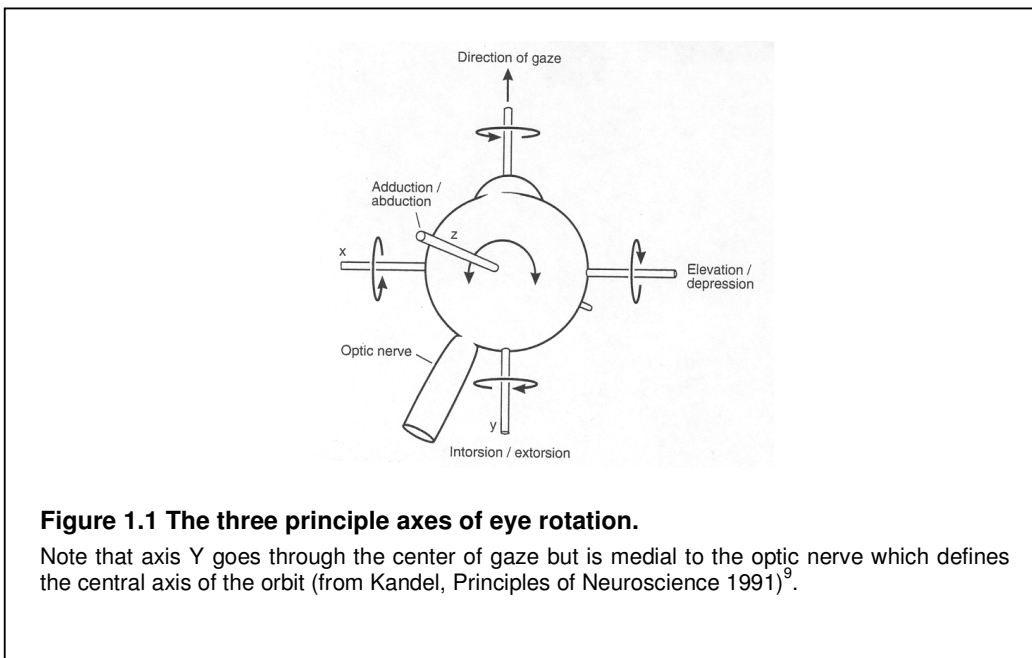 Direction of gaze
Adduction /
abduction
z
x
Elevation /
depression
Optic nerve
y
Intorsion / extorsion
Figure 1.1 The three principle axes of eye rotation.
Note that axis Y goes through the center of gaze but is medial to the optic nerve which defines
the central axis of the orbit (from Kandel, Principles of Neuroscience 1991)9.